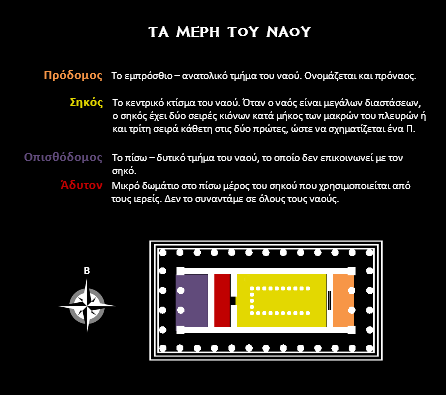 ΤΑ ΜΕΡΗ ΤΟΥ ΝΑΟΥ
Πρόδομος Το εμπρόσθιο – ανατολικό τμήμα του ναού. Ονομάζεται και πρόναος.
Σηκός Το κεντρικό κτίσμα του ναού. Όταν ο ναός είναι μεγάλων διαστάσεων,
ο σηκός έχει δύο σειρές κιόνων κατά μήκος των μακρών του πλευρών ή
και τρίτη σειρά κάθετη στις δύο πρώτες, ώστε να σχηματίζεται ένα Π.
Οπισθόδομος Το πίσω – δυτικό τμήμα του ναού, το οποίο δεν επικοινωνεί με τον
σηκό.
Άδυτον Μικρό δωμάτιο στο πίσω μέρος του σηκού που χρησιμοποιείται από
τους ιερείς. Δεν το συναντάμε σε όλους τους ναούς.
Β